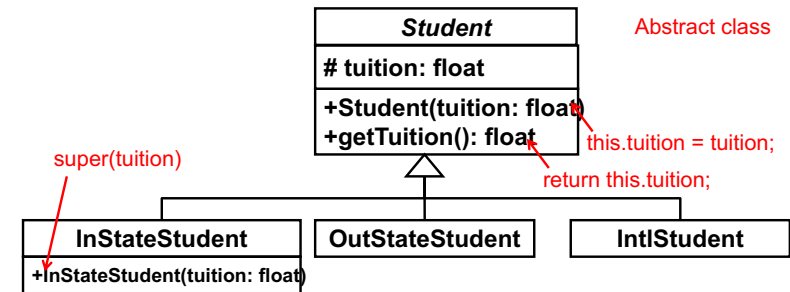 Student
Abstract class
# tuition: float
+Student(tuition: float)
+getTuition(): float
this.tuition = tuition;
super(tuition)
return this.tuition;
InStateStudent
OutStateStudent
IntlStudent
+InStateStudent(tuition: float)